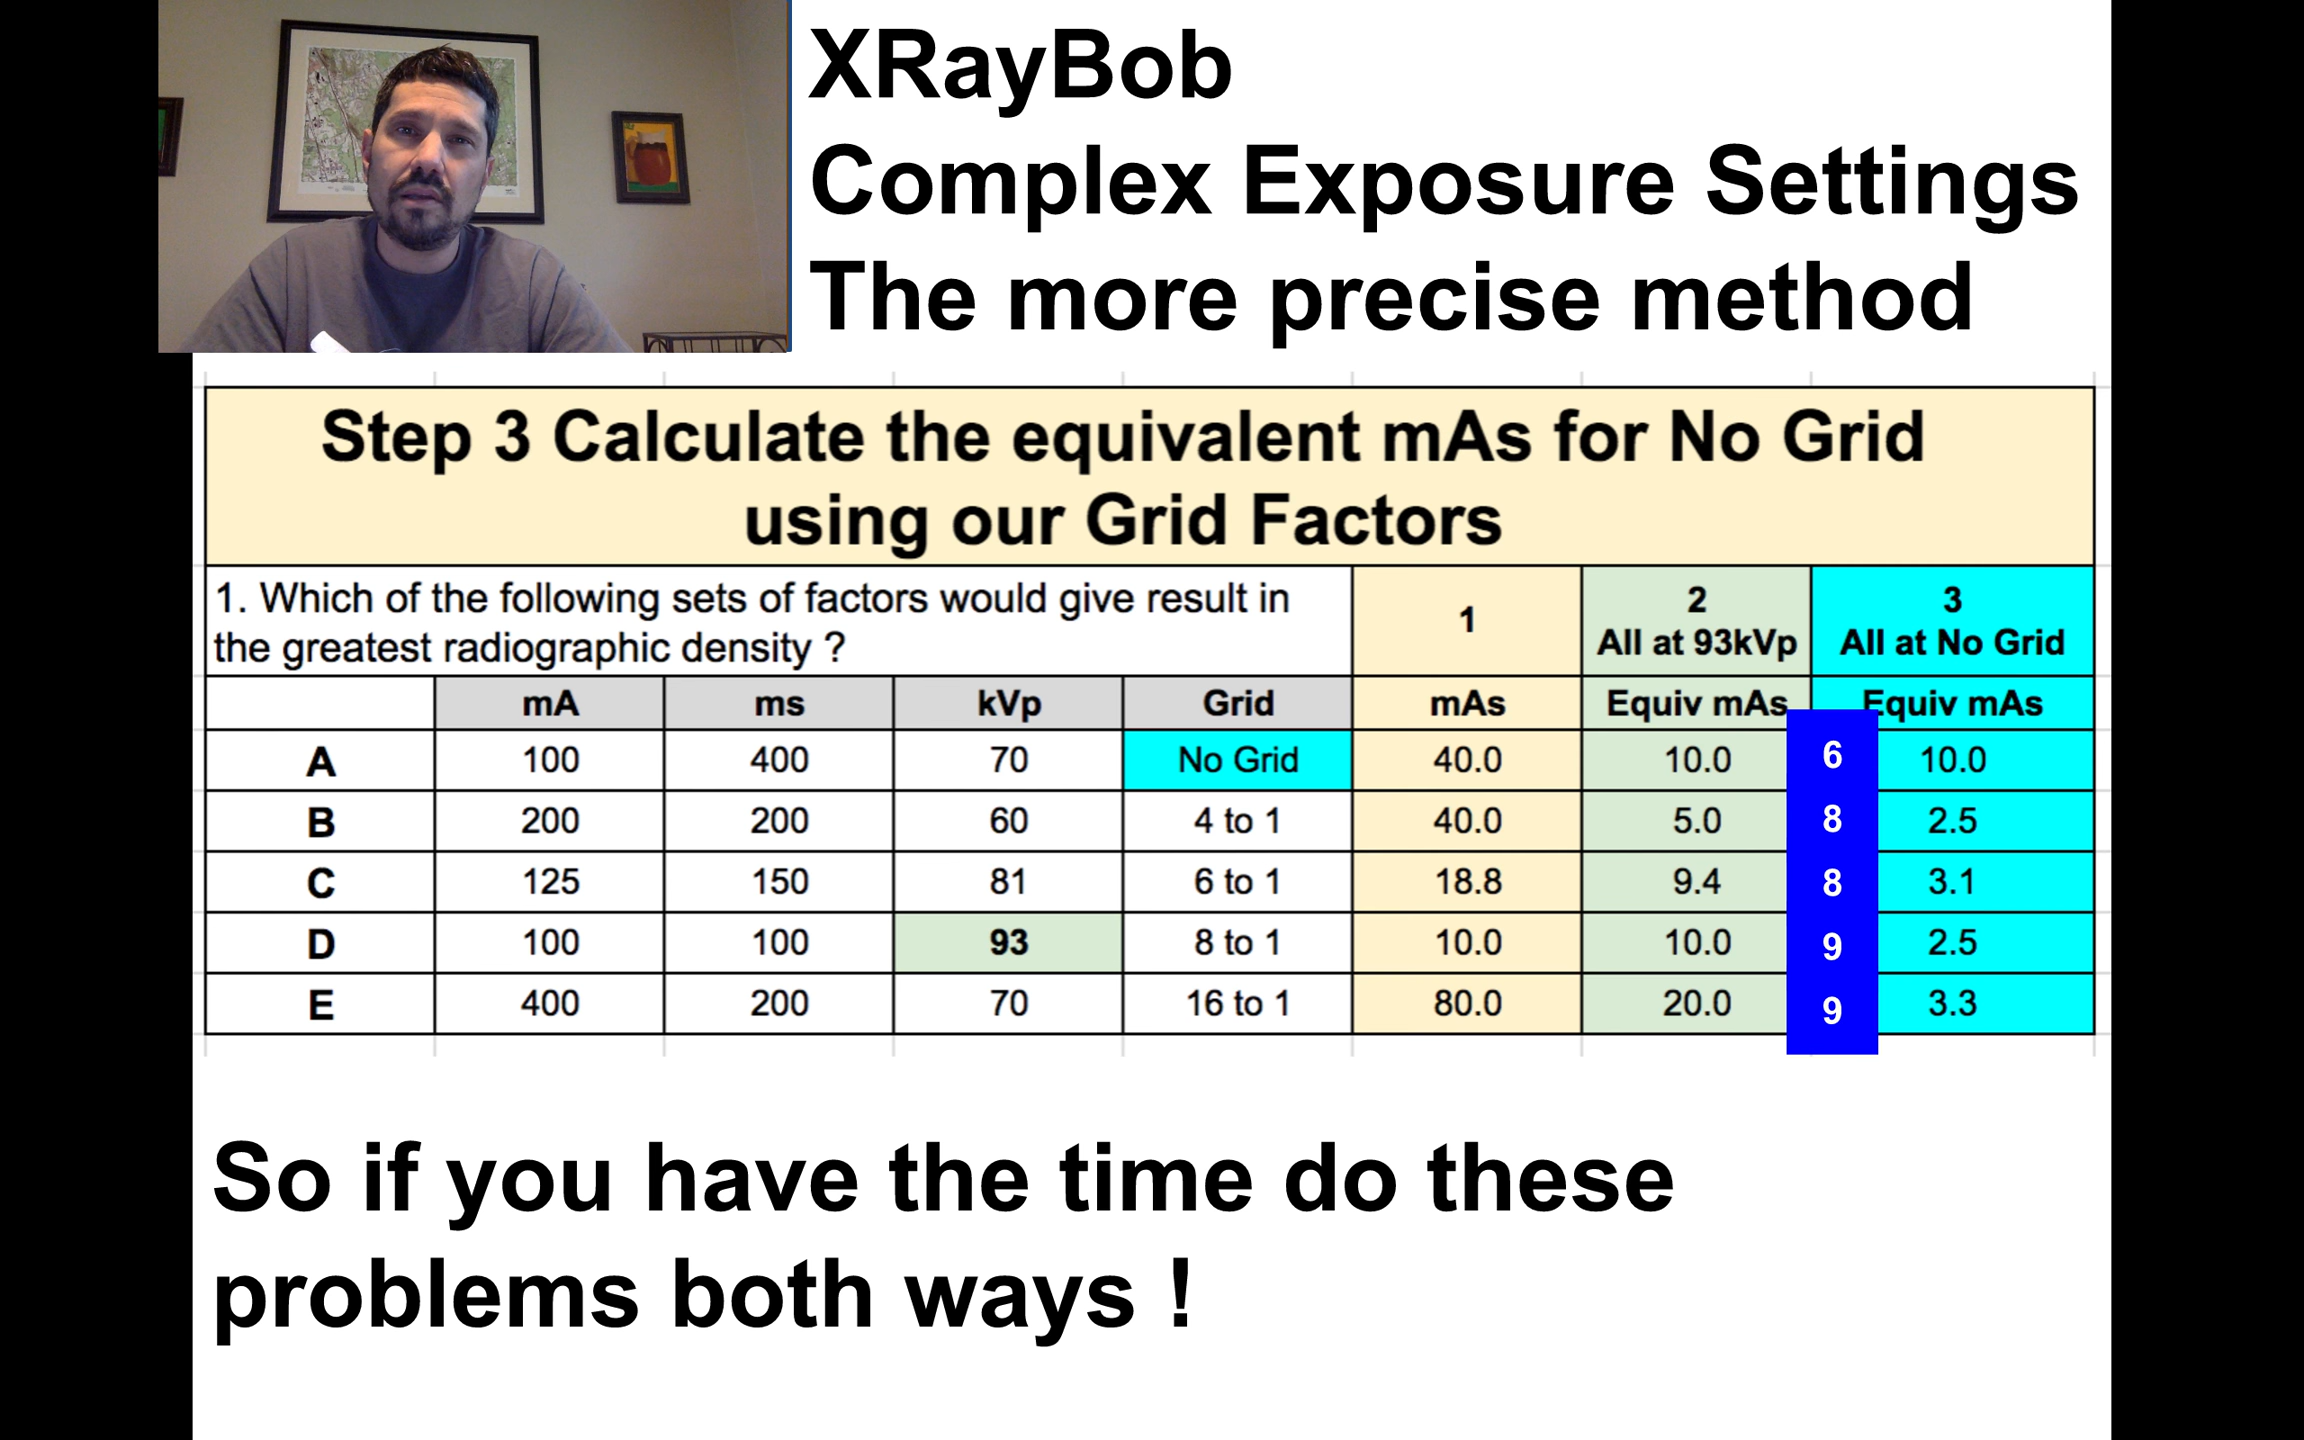 XRayBob
Complex Exposure Settings
The more precise method
Step 3 Calculate the equivalent mAs for No Grid
using our Grid Factors
1. Which of the following sets of factors would give result in
the greatest radiographic density ?
1
2
All at 93kVp
3
All at No Grid
mA ms kVp Grid mAs Equiv mAs Equiv mAs
A 100 400 70 No Grid 40.0 10.0 6 10.0
B 200 200 60 4 to 1 40.0 5.0 8 2.5
C 125 150 81 6 to 1 18.8 9.4 8 3.1
D 100 100 93 8 to 1 10.0 10.0 9 2.5
E 400 200 70 16 to 1 80.0 20.0 9 3.3
So if you have the time do these
problems both ways !